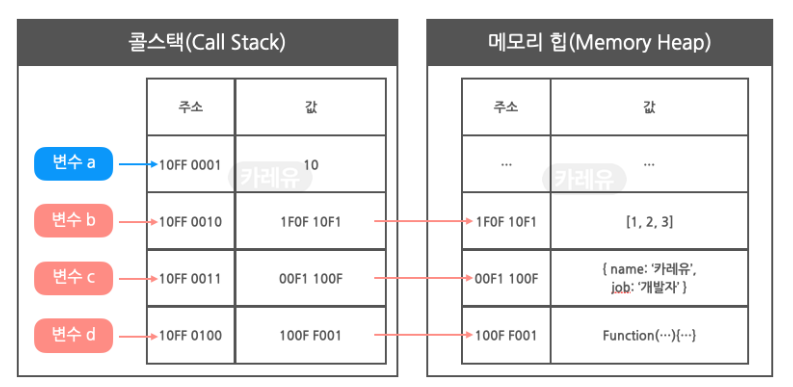 콜스택(Call Stack)
주소 값
변수 a 10FF 0001 10
카레유
변수 b 10FF 0010 1F0F 10F1
변수 c 10FF 0011 00F1 100F
변수 d 10FF 0100 100F F001
메모리 힙(Memory Heap)
주소 값
... ...
카레유
1F0F 10F1 [1, 2, 3]
00F1 100F { name: '카레유',
job: '개발자' }
100F F001 Function(...){...}